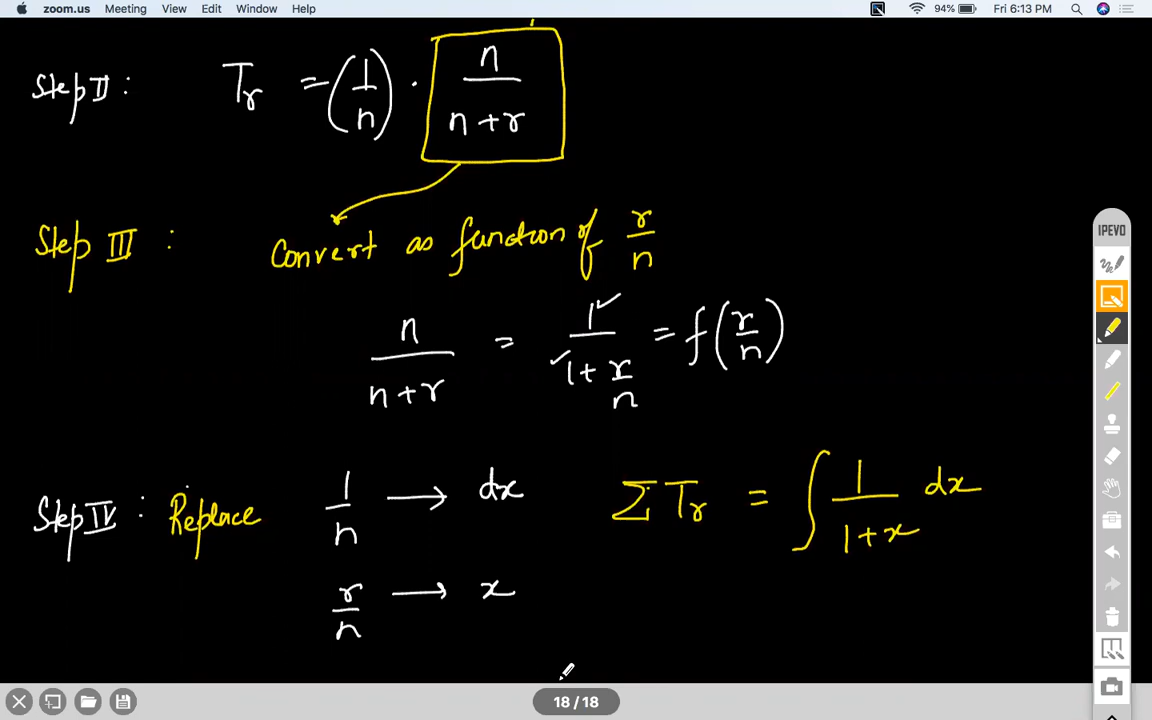 zoom.us Meeting View Edit Window Help 94% Fri 6:13 PM
Step II : Tr = (1/n) · n/(n+r)
Step III : Convert as function of r/n
n/(n+r) = 1/(1+r/n) = f(r/n)
Step IV : Replace 1/n → dx ΣTr = ∫ 1/(1+x) dx
r/n → x
IPEVO
18 / 18